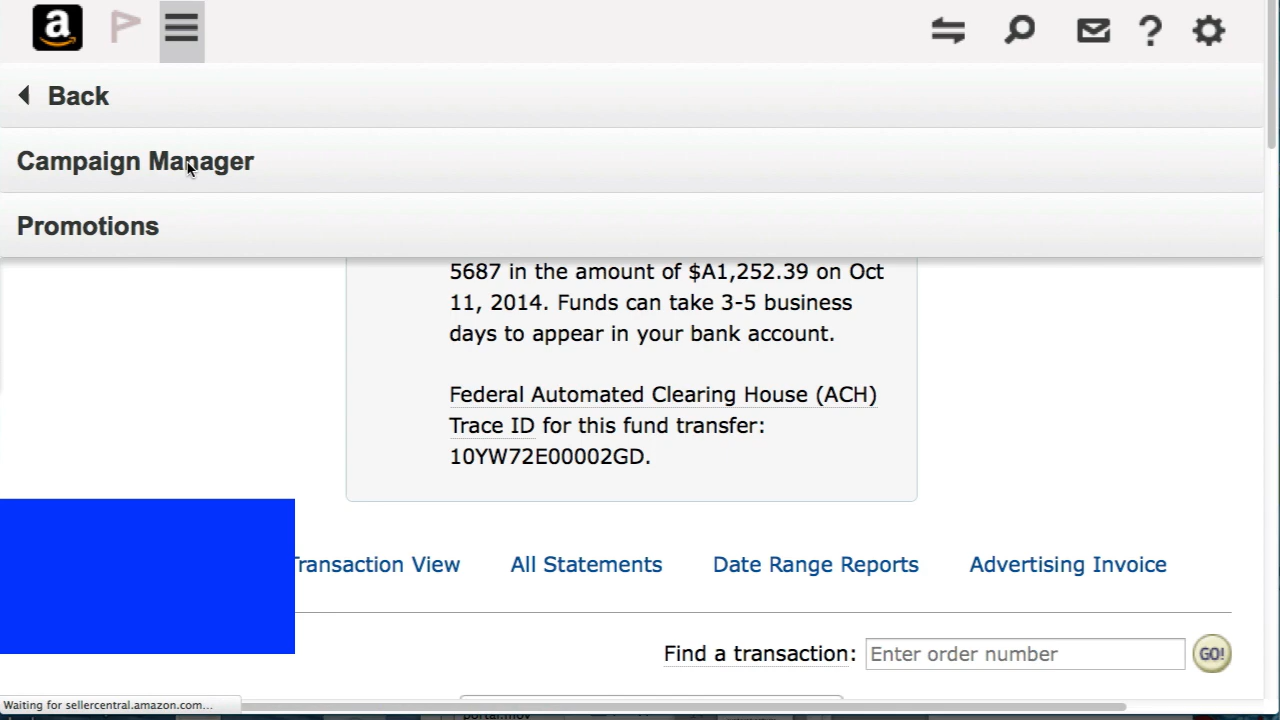 a
Back
Campaign Manager
Promotions
5687 in the amount of $A1,252.39 on Oct
11, 2014. Funds can take 3-5 business
days to appear in your bank account.
Federal Automated Clearing House (ACH)
Trace ID for this fund transfer:
10YW72E00002GD.
Transaction View All Statements Date Range Reports Advertising Invoice
Find a transaction: Enter order number GO!
Waiting for sellercentral.amazon.com...
portal.mov